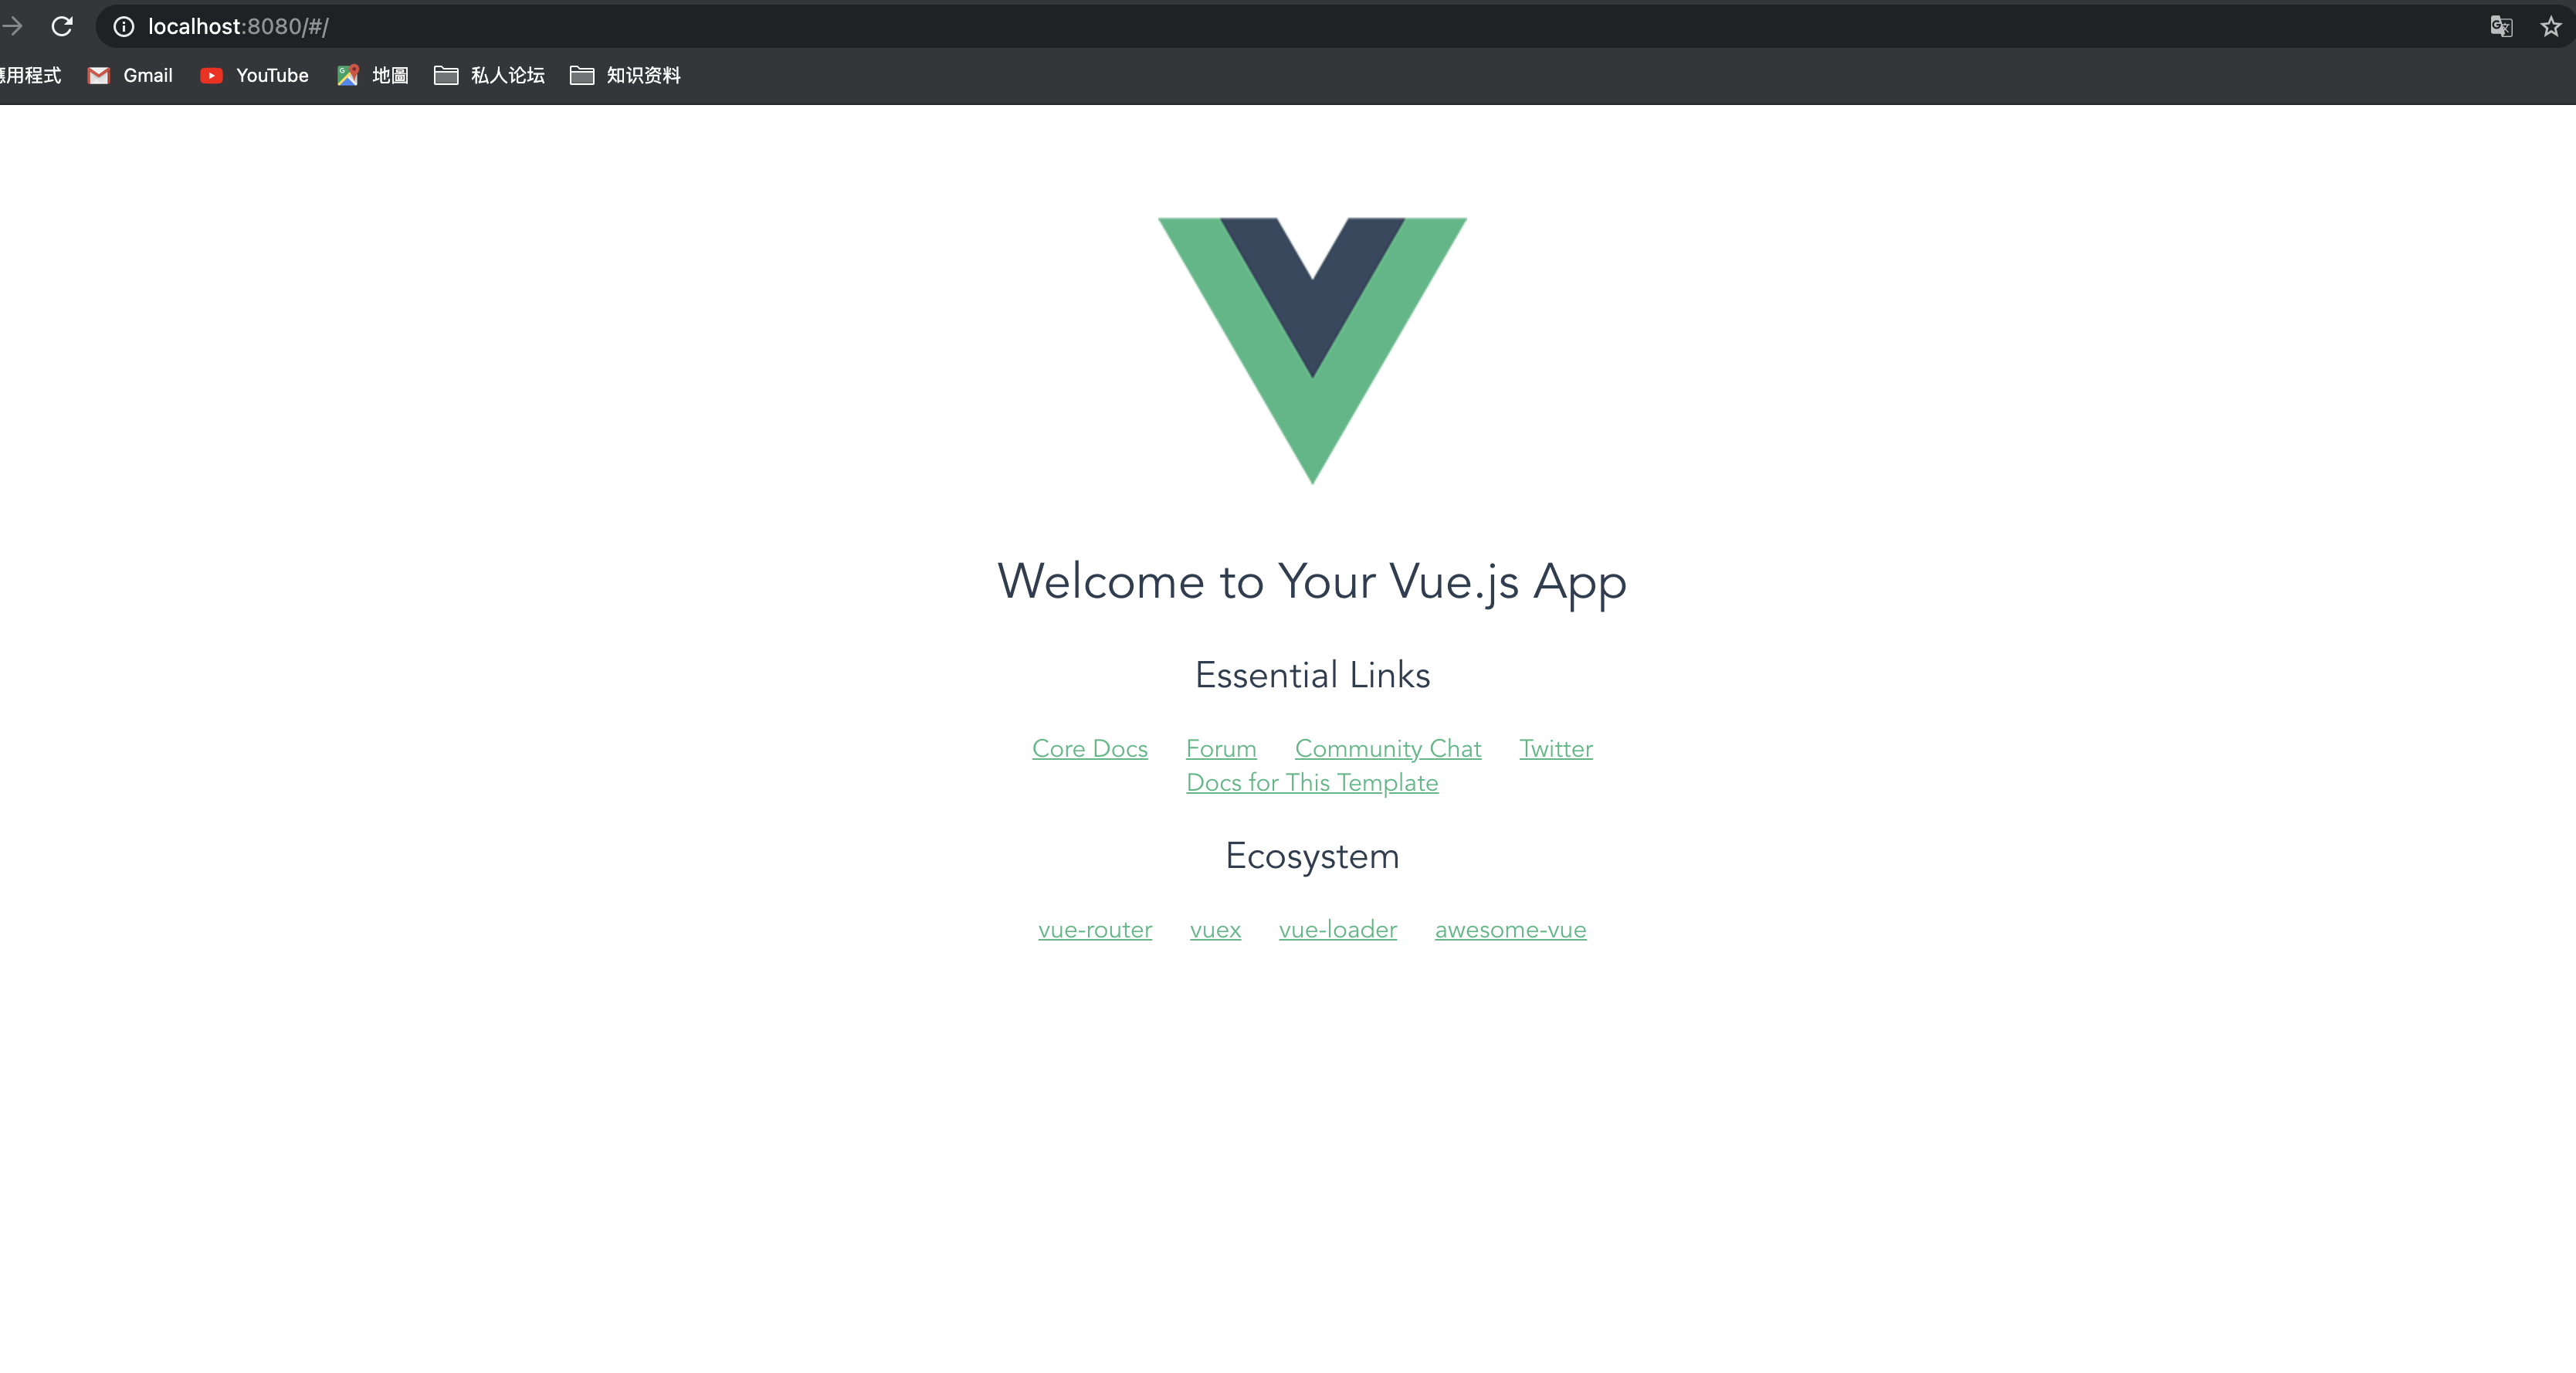 localhost:8080/#/
應用程式 Gmail YouTube 地圖 私人论坛 知识资料
Welcome to Your Vue.js App
Essential Links
Core Docs Forum Community Chat Twitter
Docs for This Template
Ecosystem
vue-router vuex vue-loader awesome-vue